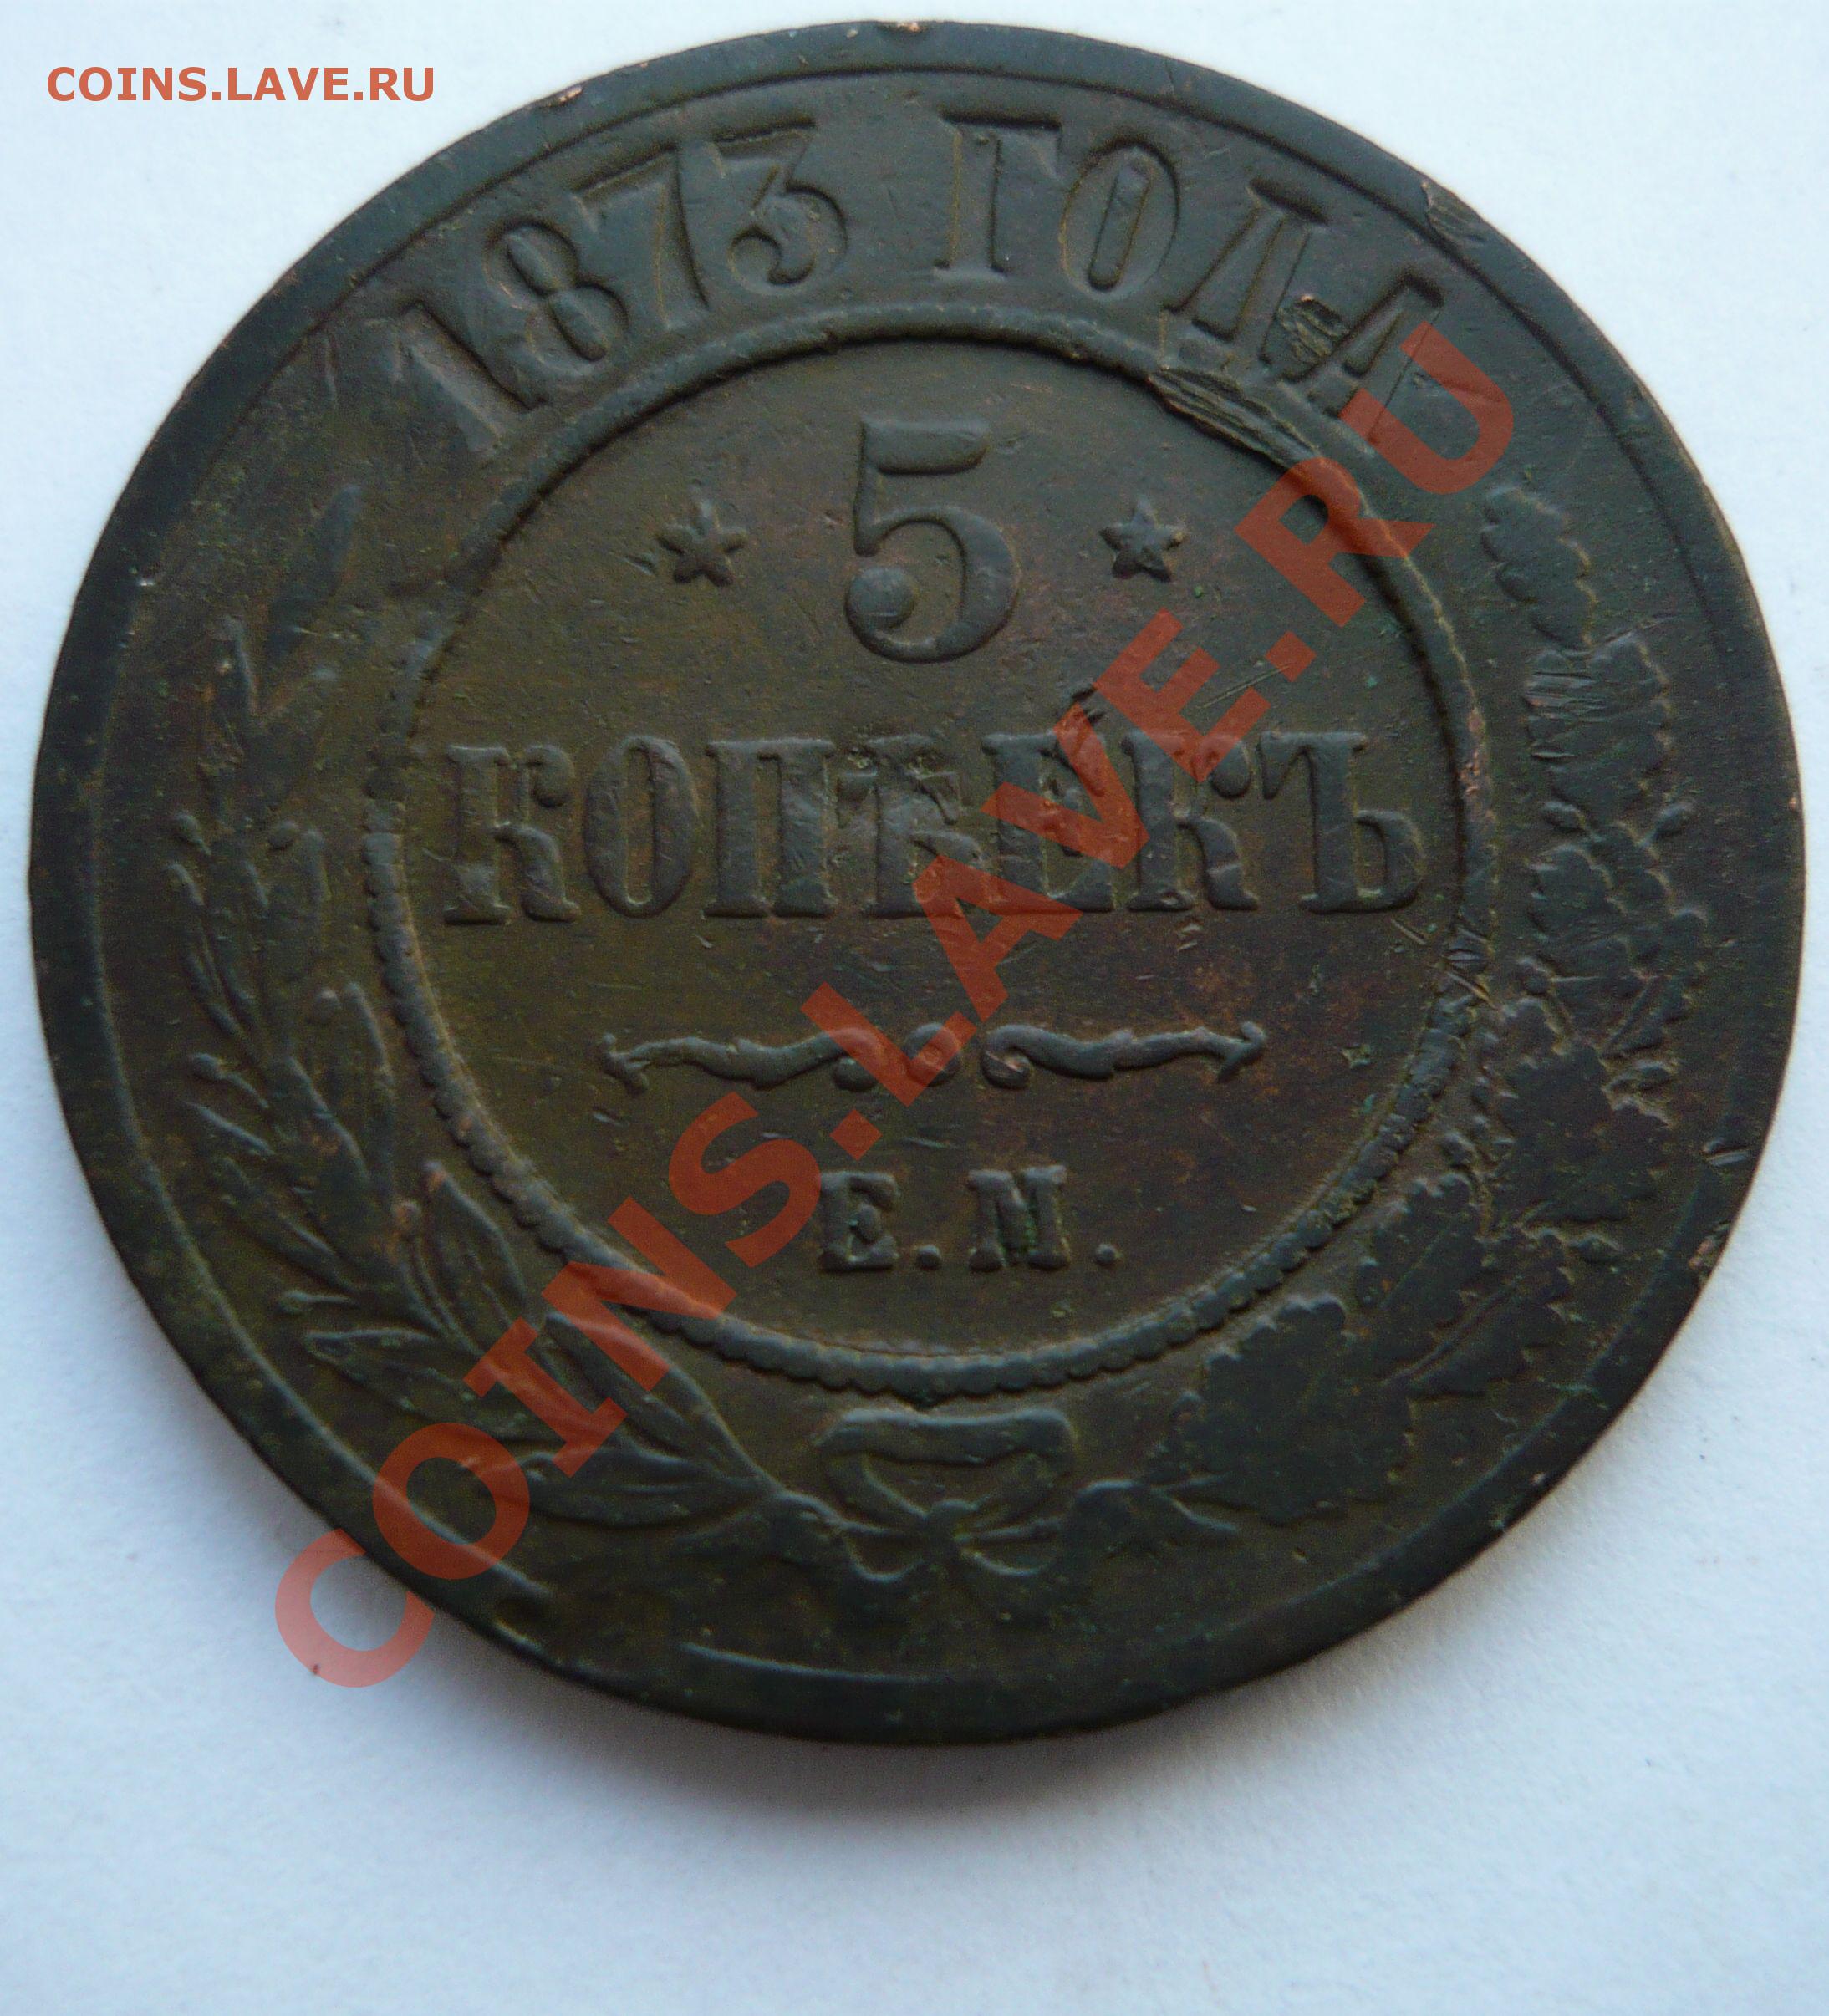 COINS.LAVE.RU
1873 ГОДА
5
КОПѢЕКЪ
Е.М.
COINS.LAVE.RU